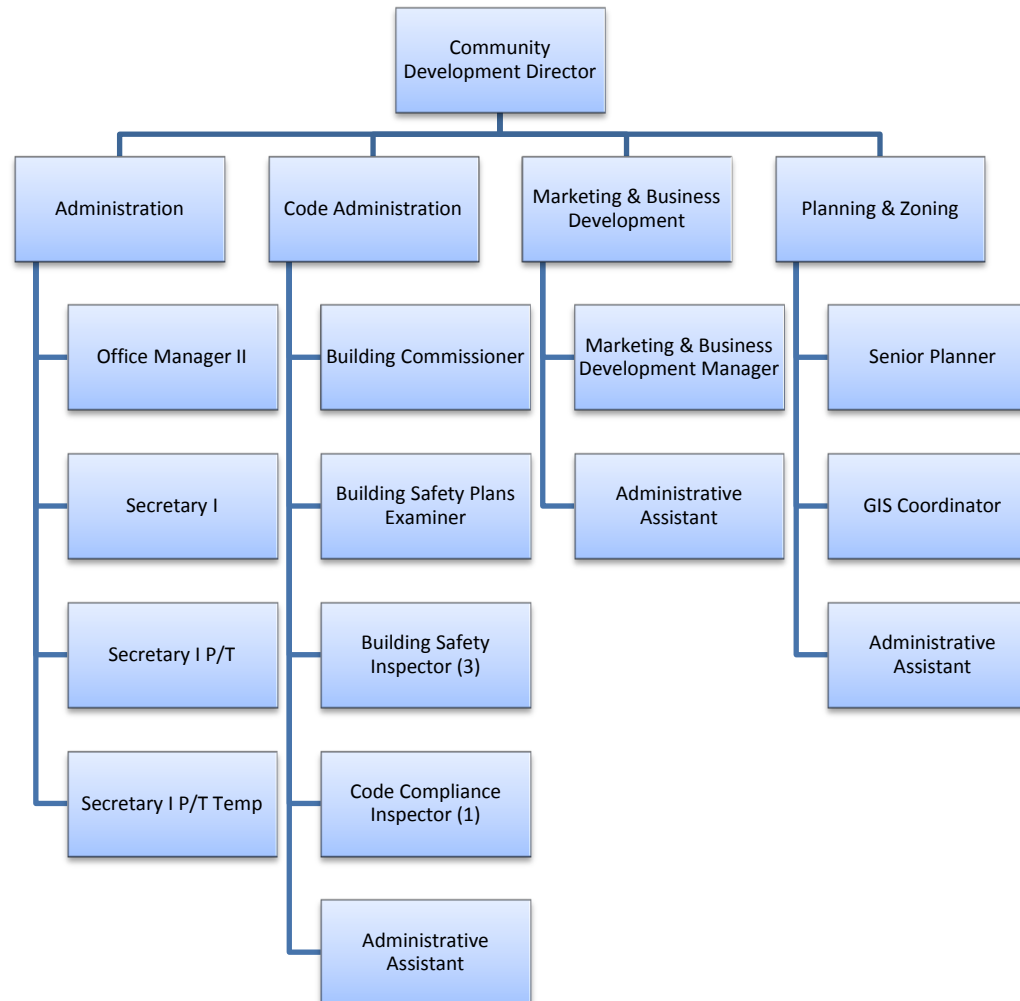 Community
Development Director
Administration
Code Administration
Marketing & Business
Development
Planning & Zoning
Office Manager II
Building Commissioner
Marketing & Business
Development Manager
Senior Planner
Secretary I
Building Safety Plans
Examiner
Administrative
Assistant
GIS Coordinator
Secretary I P/T
Building Safety
Inspector (3)
Administrative
Assistant
Secretary I P/T Temp
Code Compliance
Inspector (1)
Administrative
Assistant